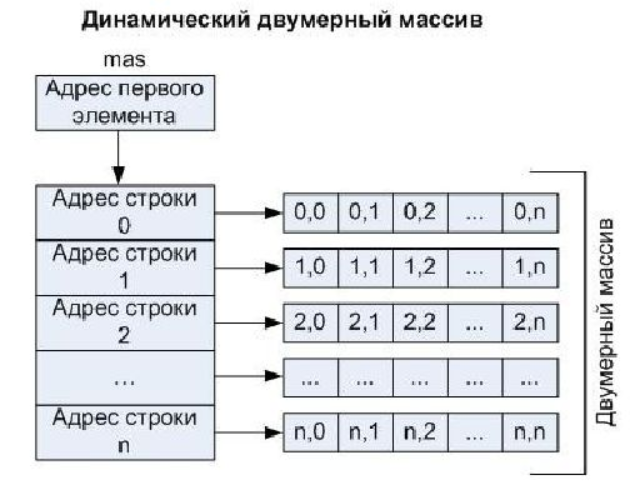 Динамический двумерный массив
mas
Адрес первого
элемента
Адрес строки
0
0,0 0,1 0,2 ... 0,n
Адрес строки
1
1,0 1,1 1,2 ... 1,n
Адрес строки
2
2,0 2,1 2,2 ... 2,n
...
... ... ... ... ...
Адрес строки
n
n,0 n,1 n,2 ... n,n
Двумерный массив